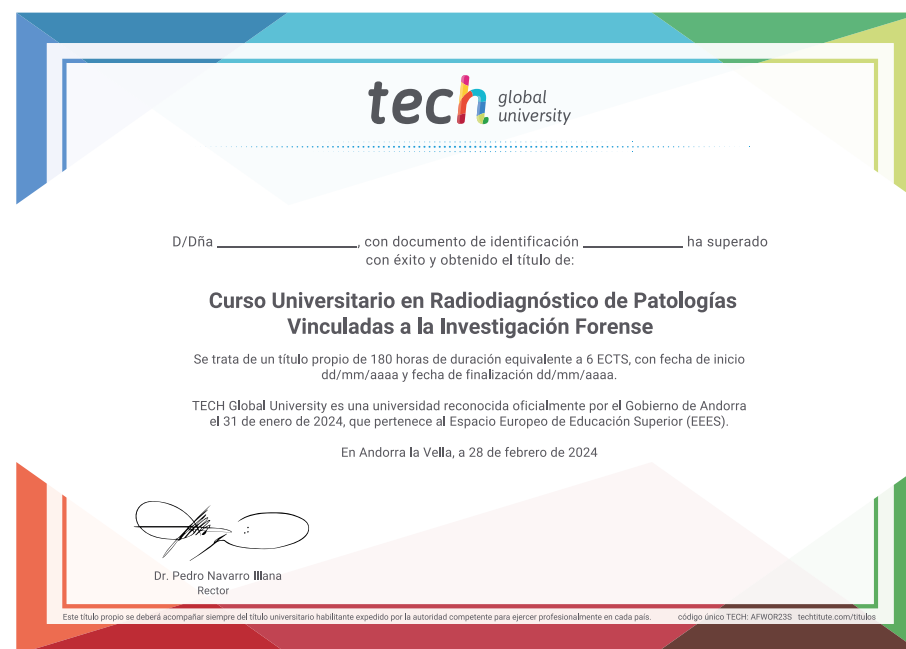 tech global university
D/Dña ____________, con documento de identificación ____________ ha superado
con éxito y obtenido el título de:
Curso Universitario en Radiodiagnóstico de Patologías
Vinculadas a la Investigación Forense
Se trata de un título propio de 180 horas de duración equivalente a 6 ECTS, con fecha de inicio
dd/mm/aaaa y fecha de finalización dd/mm/aaaa.
TECH Global University es una universidad reconocida oficialmente por el Gobierno de Andorra
el 31 de enero de 2024, que pertenece al Espacio Europeo de Educación Superior (EEES).
En Andorra la Vella, a 28 de febrero de 2024
Dr. Pedro Navarro Illana
Rector
Este título propio se deberá acompañar siempre del título universitario habilitante expedido por la autoridad competente para ejercer profesionalmente en cada país. código único TECH: AFWOR23S techtitute.com/titulos